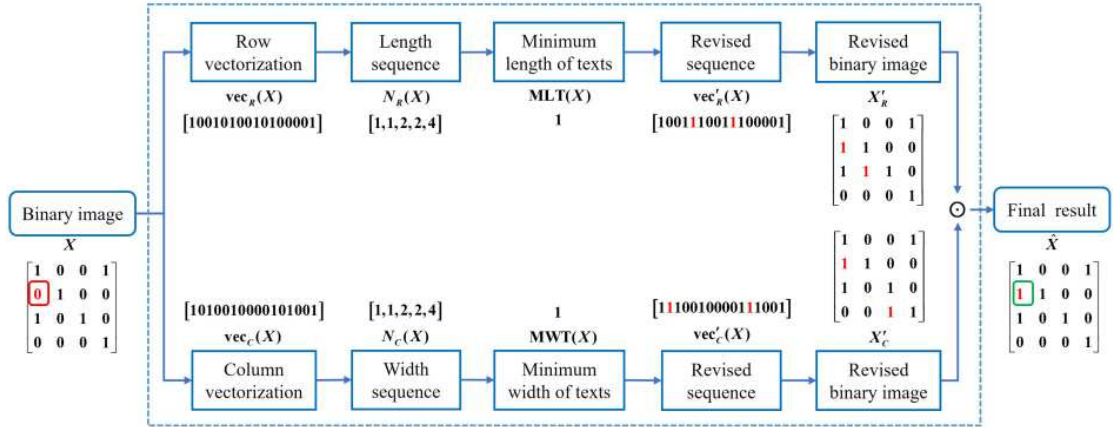 Row vectorization
Length sequence
Minimum length of texts
Revised sequence
Revised binary image
vec_R(X)
N_R(X)
MLT(X)
vec'_R(X)
X'_R
[1001010010100001]
[1,1,2,2,4]
1
[1001110011100001]
1 0 0 1
1 1 0 0
1 1 1 0
0 0 0 1
Binary image
X
1 0 0 1
0 1 0 0
1 0 1 0
0 0 0 1
⊙
Final result
X̂
1 0 0 1
1 1 0 0
1 0 1 0
0 0 0 1
1 0 0 1
1 1 0 0
1 0 1 0
0 0 1 1
[1010010000101001]
[1,1,2,2,4]
1
[1110010000111001]
vec_C(X)
N_C(X)
MWT(X)
vec'_C(X)
X'_C
Column vectorization
Width sequence
Minimum width of texts
Revised sequence
Revised binary image